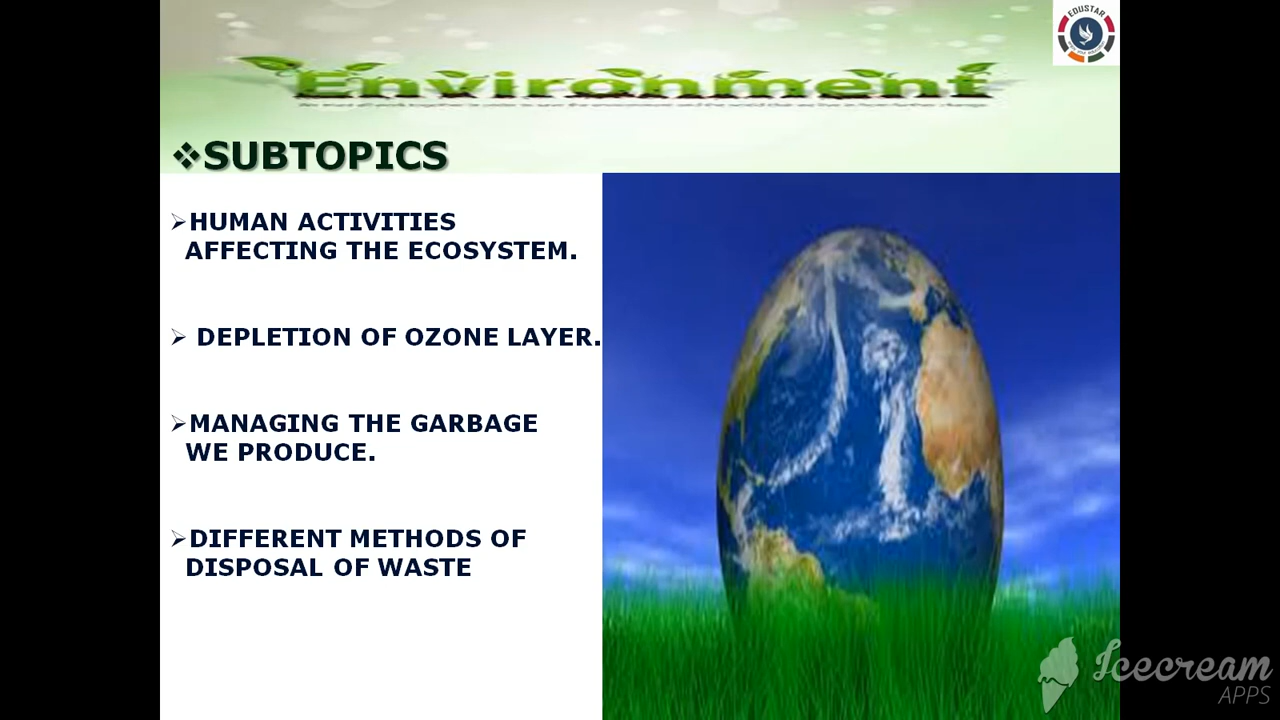 EDUSTAR
Environment
❖SUBTOPICS
➢HUMAN ACTIVITIES
AFFECTING THE ECOSYSTEM.
➢ DEPLETION OF OZONE LAYER.
➢MANAGING THE GARBAGE
WE PRODUCE.
➢DIFFERENT METHODS OF
DISPOSAL OF WASTE
Icecream
APPS